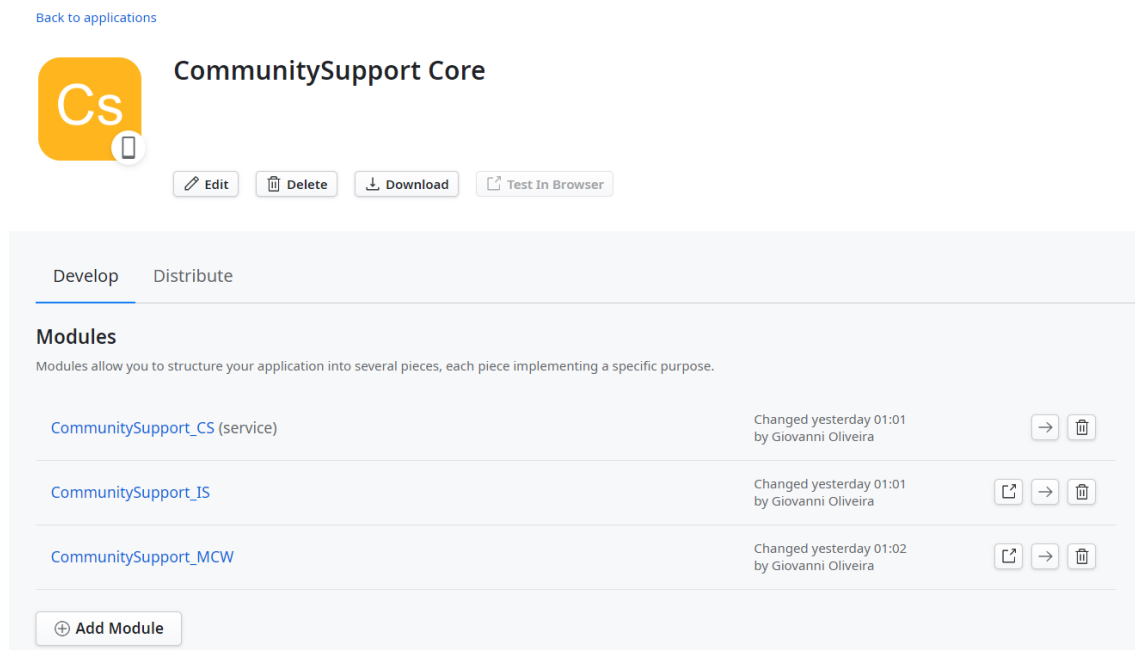 Back to applications
Cs
CommunitySupport Core
Edit
Delete
Download
Test In Browser
Develop
Distribute
Modules
Modules allow you to structure your application into several pieces, each piece implementing a specific purpose.
CommunitySupport_CS (service)
Changed yesterday 01:01
by Giovanni Oliveira
CommunitySupport_IS
Changed yesterday 01:01
by Giovanni Oliveira
CommunitySupport_MCW
Changed yesterday 01:02
by Giovanni Oliveira
Add Module